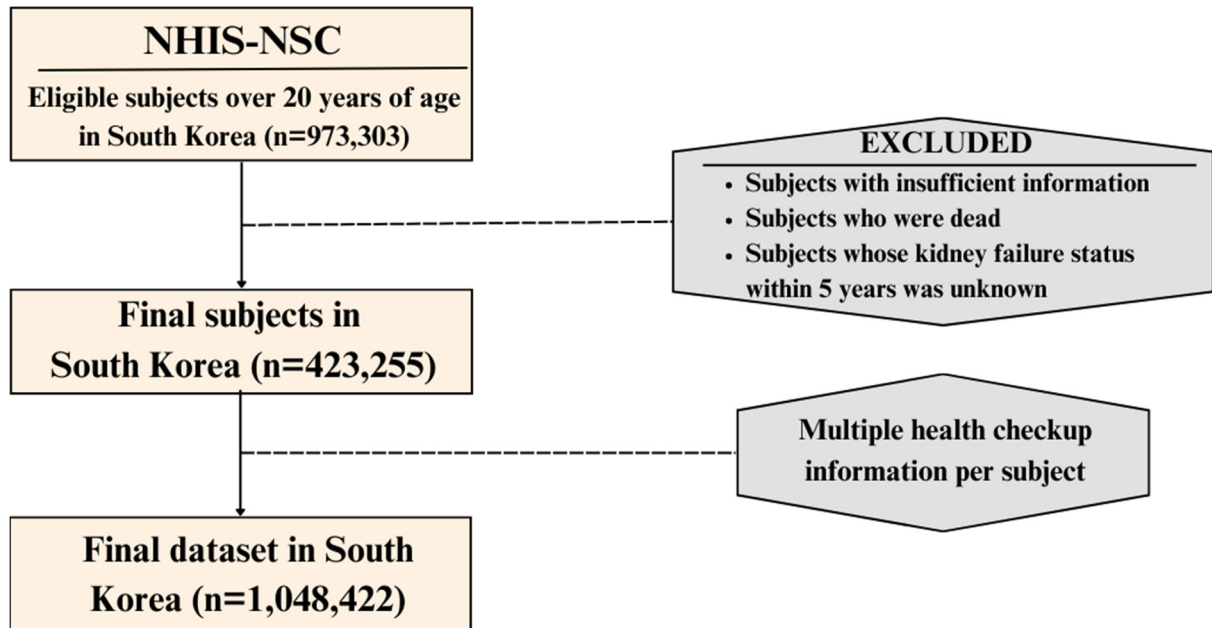 NHIS-NSC
Eligible subjects over 20 years of age
in South Korea (n=973,303)
EXCLUDED
• Subjects with insufficient information
• Subjects who were dead
• Subjects whose kidney failure status
within 5 years was unknown
Final subjects in
South Korea (n=423,255)
Multiple health checkup
information per subject
Final dataset in South
Korea (n=1,048,422)